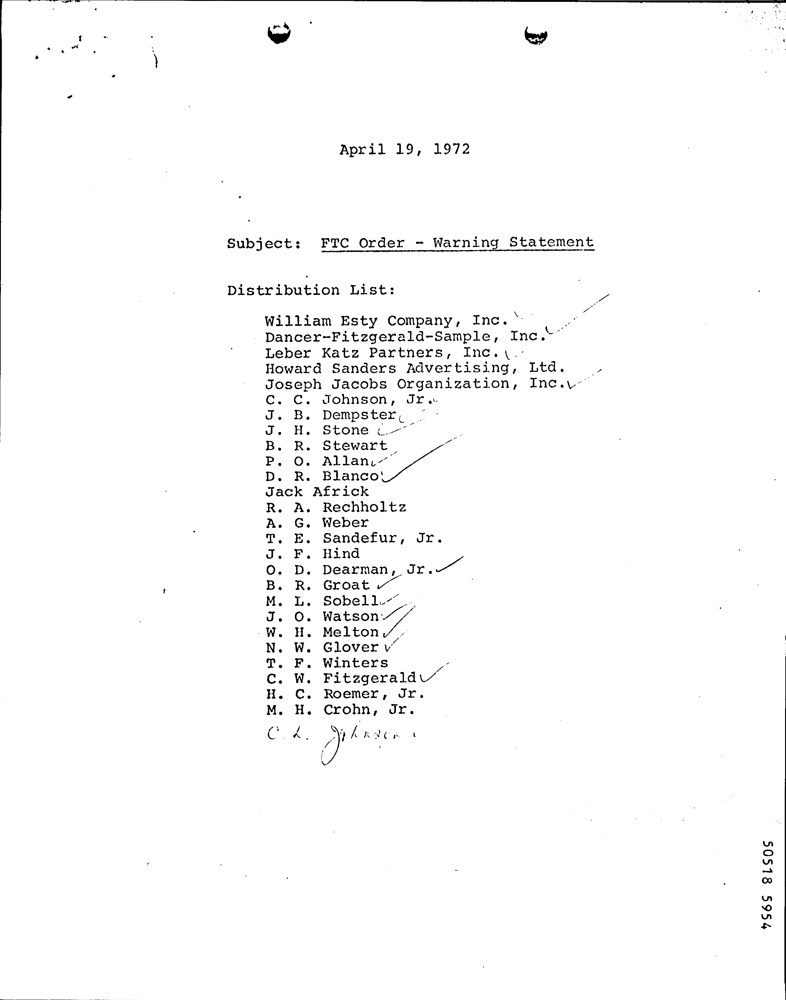 April 19, 1972
Subject: FTC Order - Warning Statement
Distribution List:
William Esty Company, Inc.
Dancer-Fitzgerald-Sample, Inc.
Leber Katz Partners, Inc.
Howard Sanders Advertising, Ltd.
Joseph Jacobs Organization, Inc.
C. C. Johnson, Jr.
J. B. Dempster
J. H. Stone
B. R. Stewart
P. O. Allan
D. R. Blanco
Jack Africk
R. A. Rechholtz
A. G. Weber
T. E. Sandefur, Jr.
J. F. Hind
O. D. Dearman, Jr.
B. R. Groat
M. L. Sobell
J. O. Watson
W. H. Melton
N. W. Glover
T. F. Winters
C. W. Fitzgerald
H. C. Roemer, Jr.
M. H. Crohn, Jr.
C. L. Johnson
50518 5954